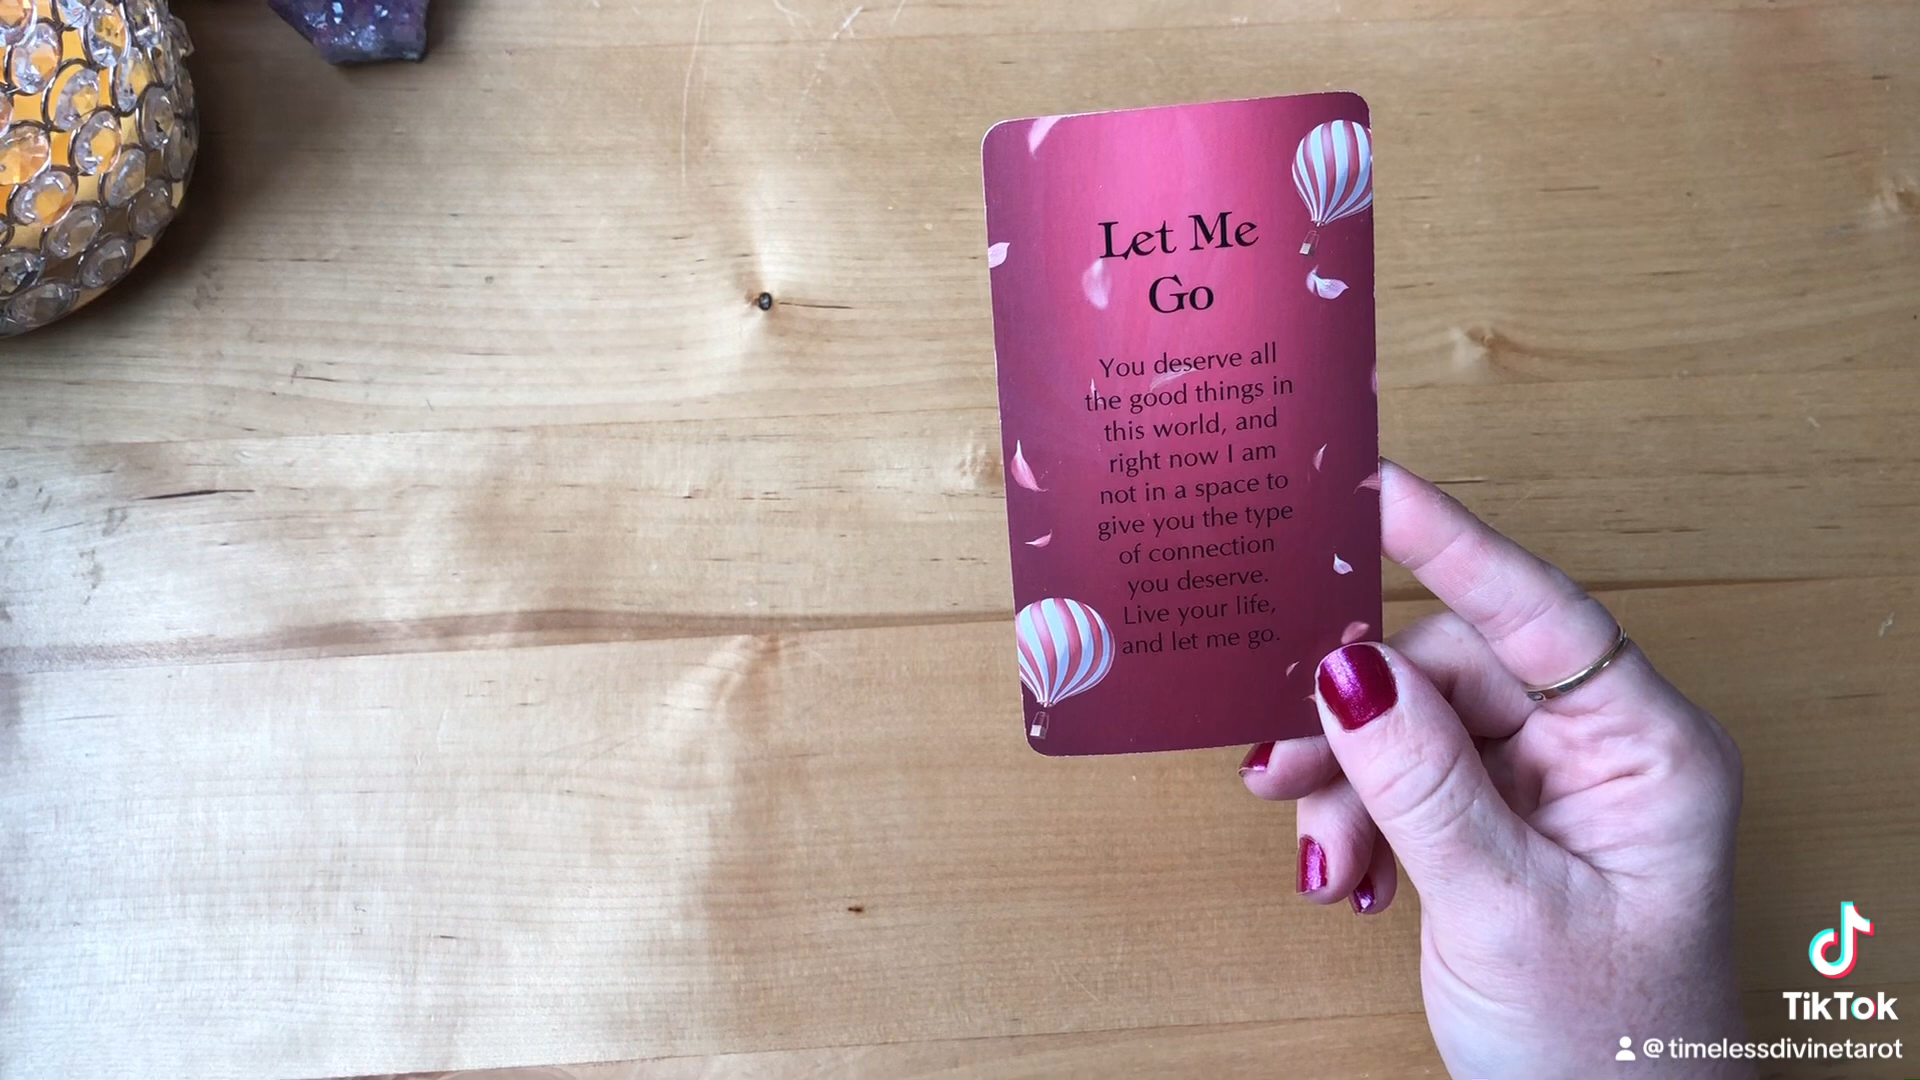 Let Me
Go
You deserve all
the good things in
this world, and
right now I am
not in a space to
give you the type
of connection
you deserve.
Live your life,
and let me go.
TikTok
@timelessdivinetarot